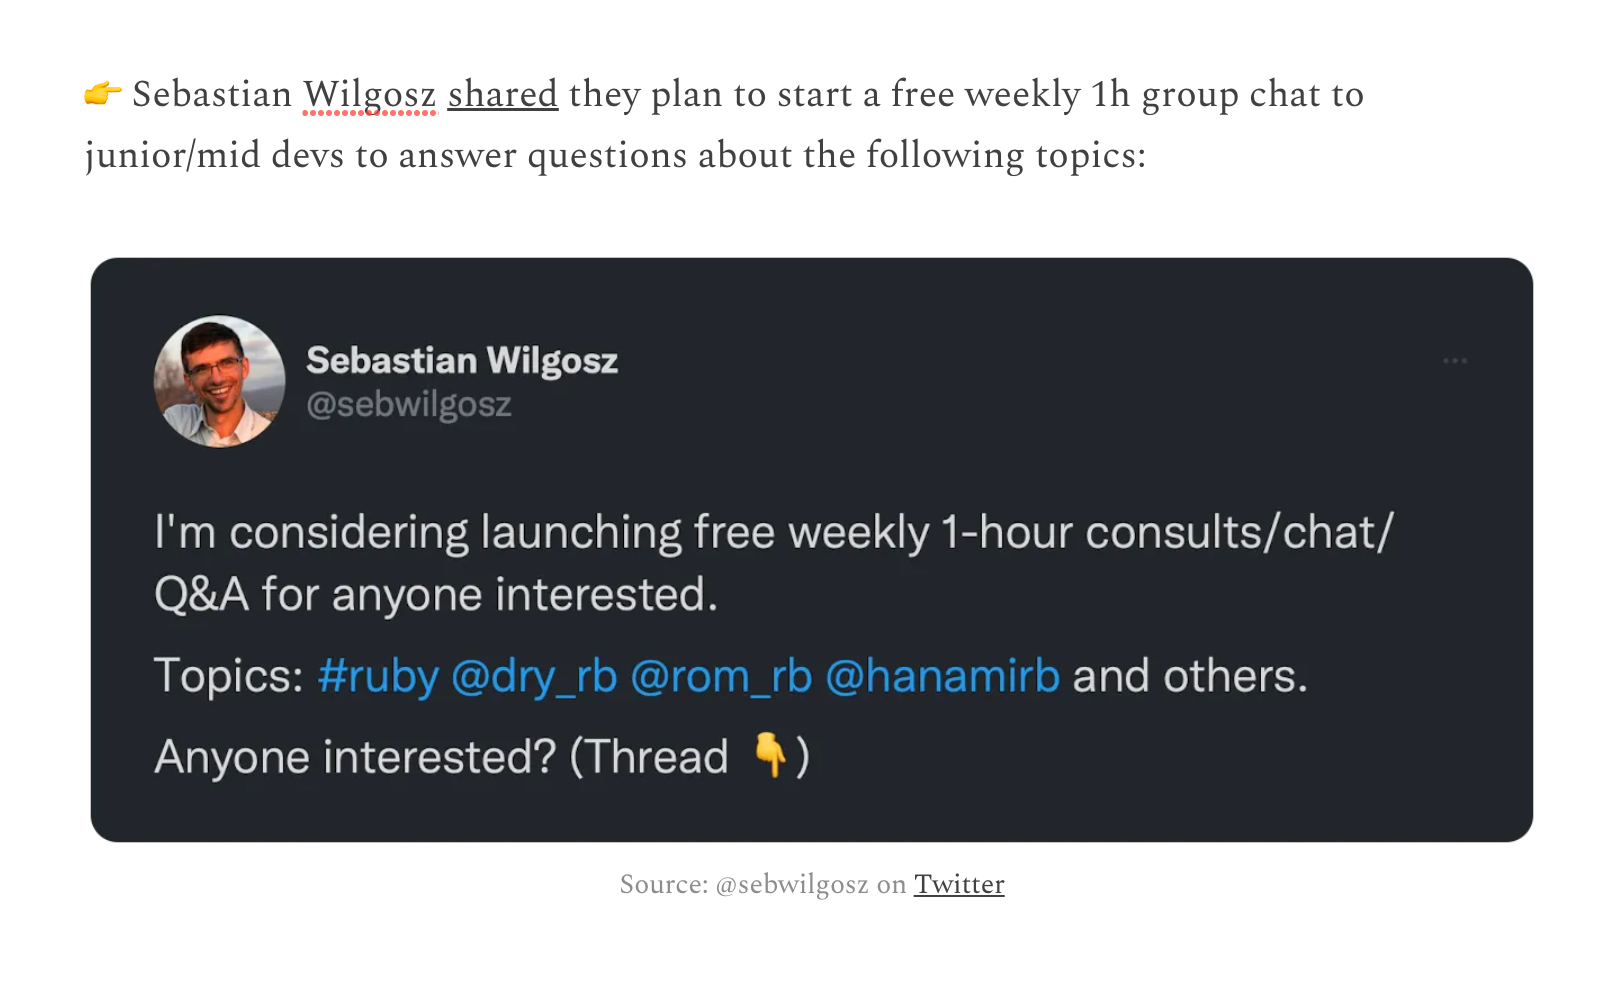 👉 Sebastian Wilgosz shared they plan to start a free weekly 1h group chat to
junior/mid devs to answer questions about the following topics:
Sebastian Wilgosz
@sebwilgosz
I'm considering launching free weekly 1-hour consults/chat/
Q&A for anyone interested.
Topics: #ruby @dry_rb @rom_rb @hanamirb and others.
Anyone interested? (Thread 👇)
Source: @sebwilgosz on Twitter